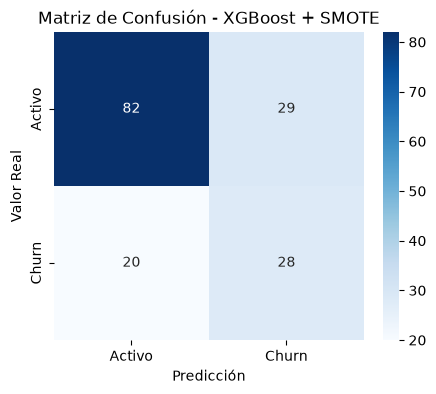 Matriz de Confusión - XGBoost + SMOTE
Valor Real
Activo
Churn
82
29
20
28
Activo
Churn
Predicción
80
70
60
50
40
30
20